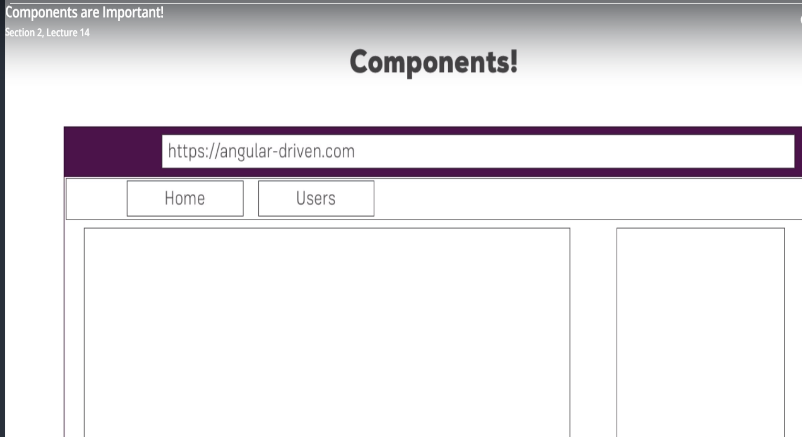 Components are Important!
Section 2, Lecture 14
Components!
https://angular-driven.com
Home Users